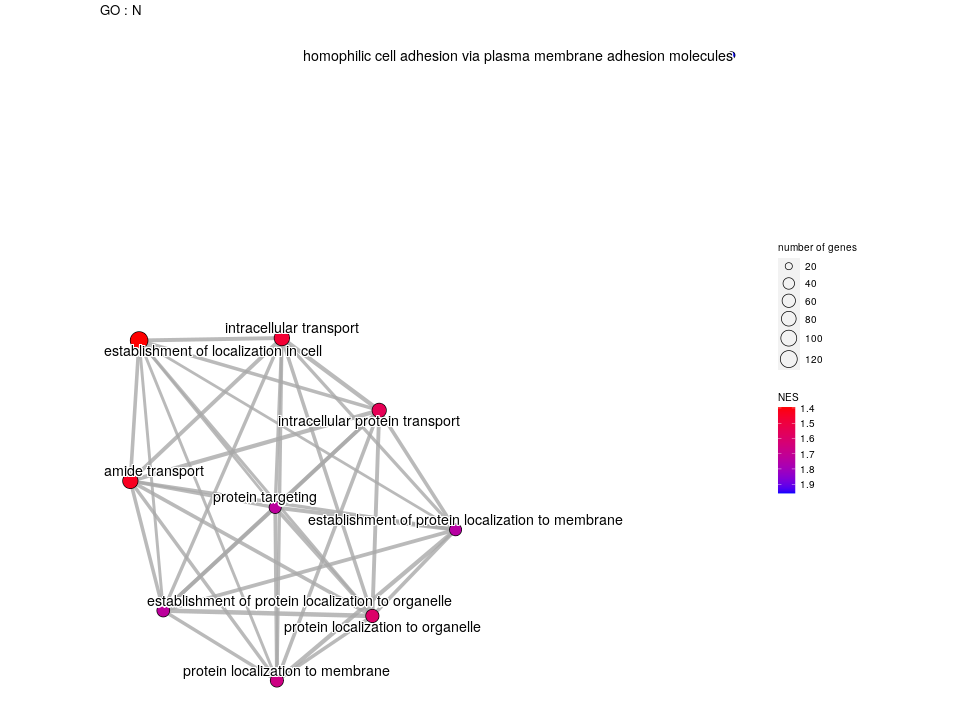 GO : N
homophilic cell adhesion via plasma membrane adhesion molecules
number of genes
20
40
60
80
100
120
intracellular transport
establishment of localization in cell
NES
1.4
1.5
1.6
1.7
1.8
1.9
intracellular protein transport
amide transport
protein targeting
establishment of protein localization to membrane
establishment of protein localization to organelle
protein localization to organelle
protein localization to membrane